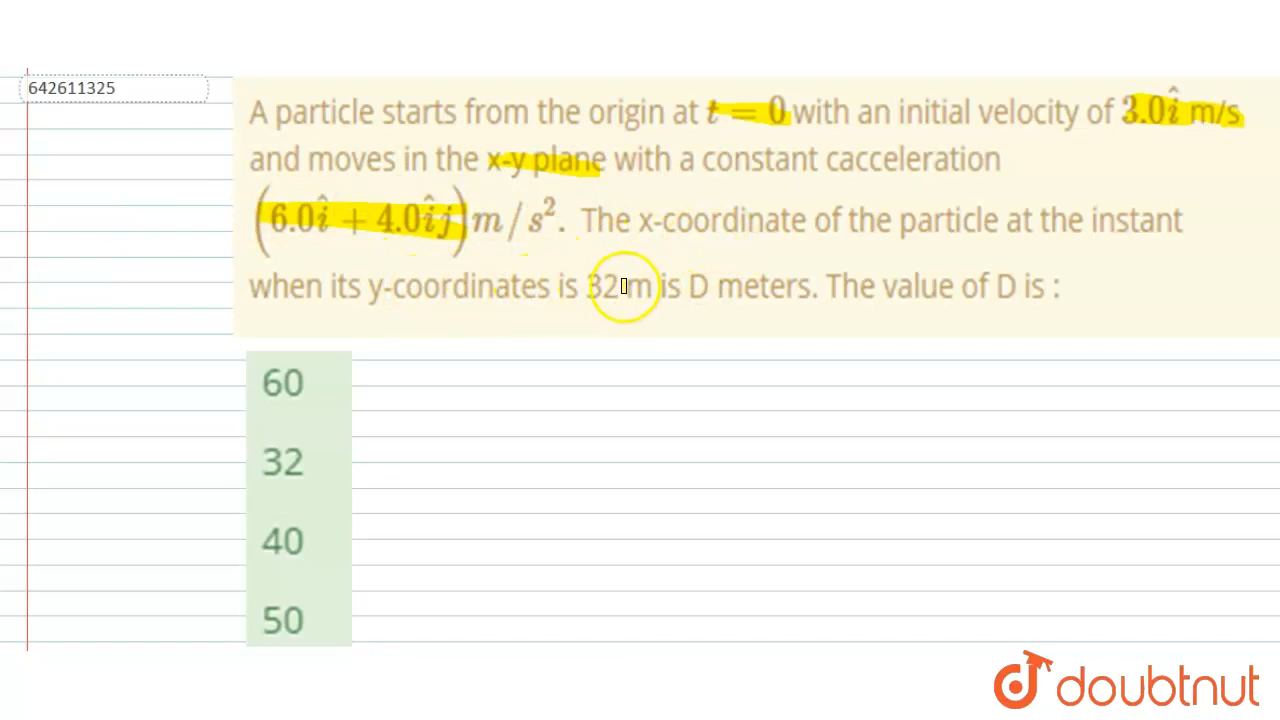 642611325
A particle starts from the origin at t = 0 with an initial velocity of 3.0î m/s
and moves in the x-y plane with a constant cacceleration
(6.0î + 4.0îj) m/s². The x-coordinate of the particle at the instant
when its y-coordinates is 32 m is D meters. The value of D is :
60
32
40
50
doubtnut